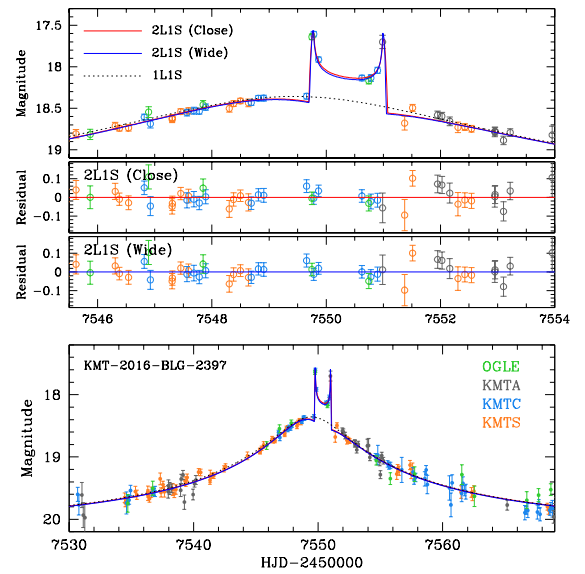 17.5
2L1S (Close)
2L1S (Wide)
1L1S
18
18.5
19
Magnitude
2L1S (Close)
0.1
0
−0.1
Residual
2L1S (Wide)
0.1
0
−0.1
Residual
7546 7548 7550 7552 7554
KMT-2016-BLG-2397
OGLE
KMTA
KMTC
KMTS
18
19
20
Magnitude
7530 7540 7550 7560
HJD-2450000